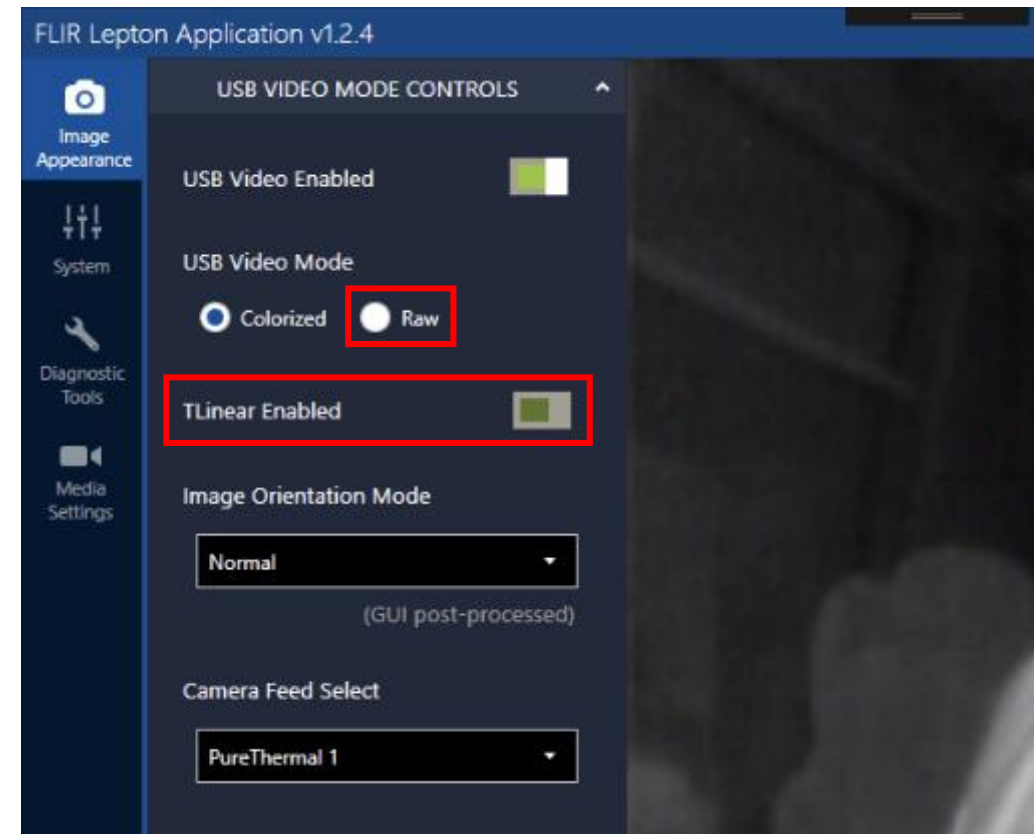 FLIR Lepton Application v1.2.4
Image
Appearance
System
Diagnostic
Tools
Media
Settings
USB VIDEO MODE CONTROLS
USB Video Enabled
USB Video Mode
Colorized Raw
TLinear Enabled
Image Orientation Mode
Normal
(GUI post-processed)
Camera Feed Select
PureThermal 1